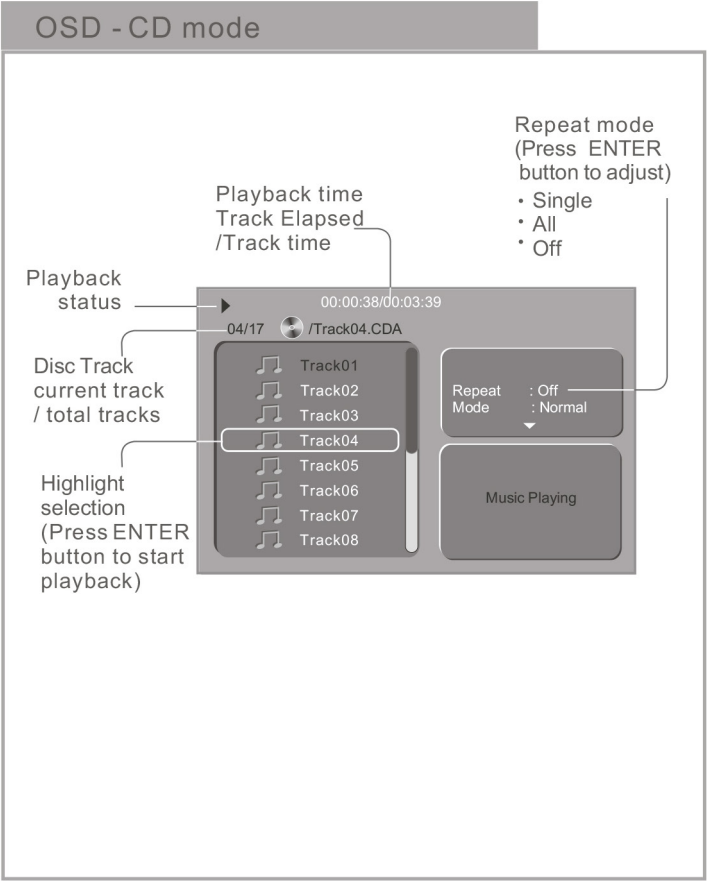 OSD - CD mode
Repeat mode
(Press ENTER
button to adjust)
• Single
• All
• Off
Playback time
Track Elapsed
/Track time
Playback
status
00:00:38/00:03:39
04/17 /Track04.CDA
Disc Track
current track
/ total tracks
Track01
Track02
Track03
Track04
Track05
Track06
Track07
Track08
Repeat : Off
Mode : Normal
Music Playing
Highlight
selection
(Press ENTER
button to start
playback)